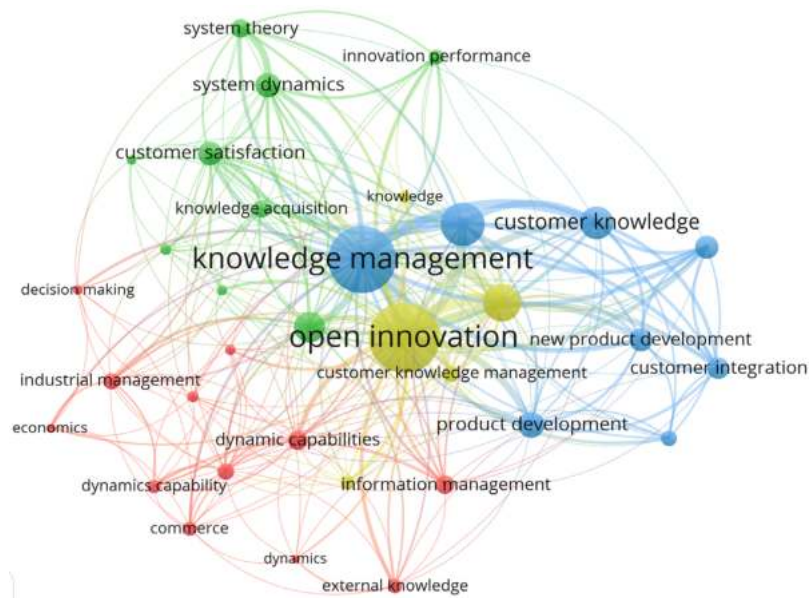 system theory
innovation performance
system dynamics
customer satisfaction
knowledge
knowledge acquisition
customer knowledge
knowledge management
decision making
open innovation
new product development
customer integration
customer knowledge management
industrial management
economics
product development
dynamic capabilities
dynamics capability
information management
commerce
dynamics
external knowledge